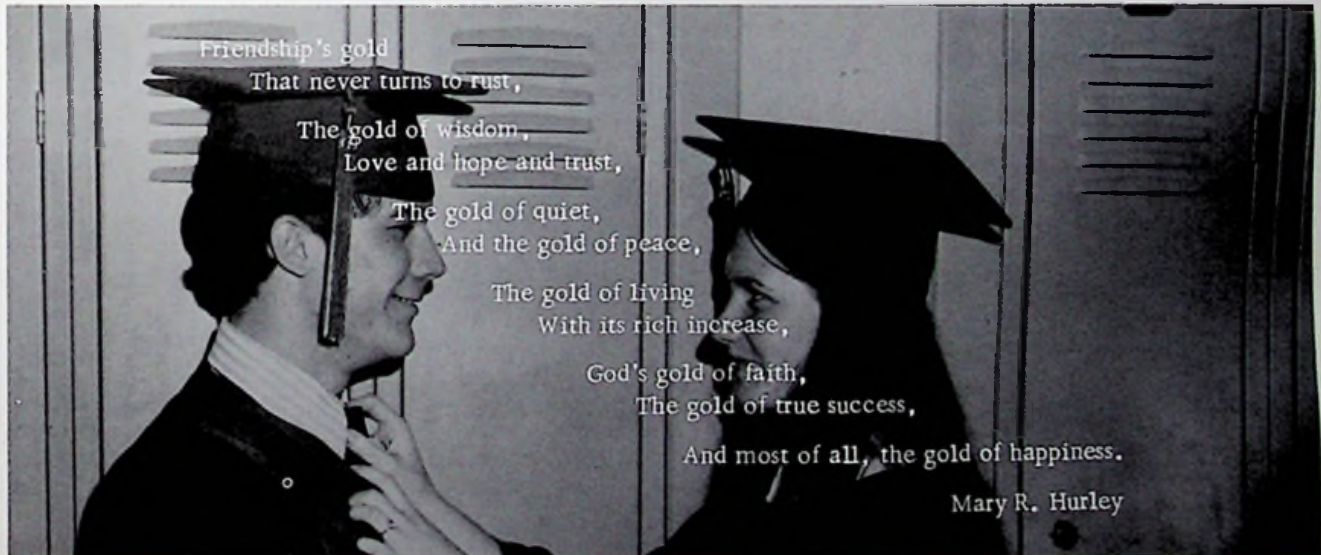 Friendship's gold
That never turns to rust,
The gold of wisdom,
Love and hope and trust,
The gold of quiet,
And the gold of peace,
The gold of living
With its rich increase,
God's gold of faith,
The gold of true success,
And most of all, the gold of happiness.
Mary R. Hurley